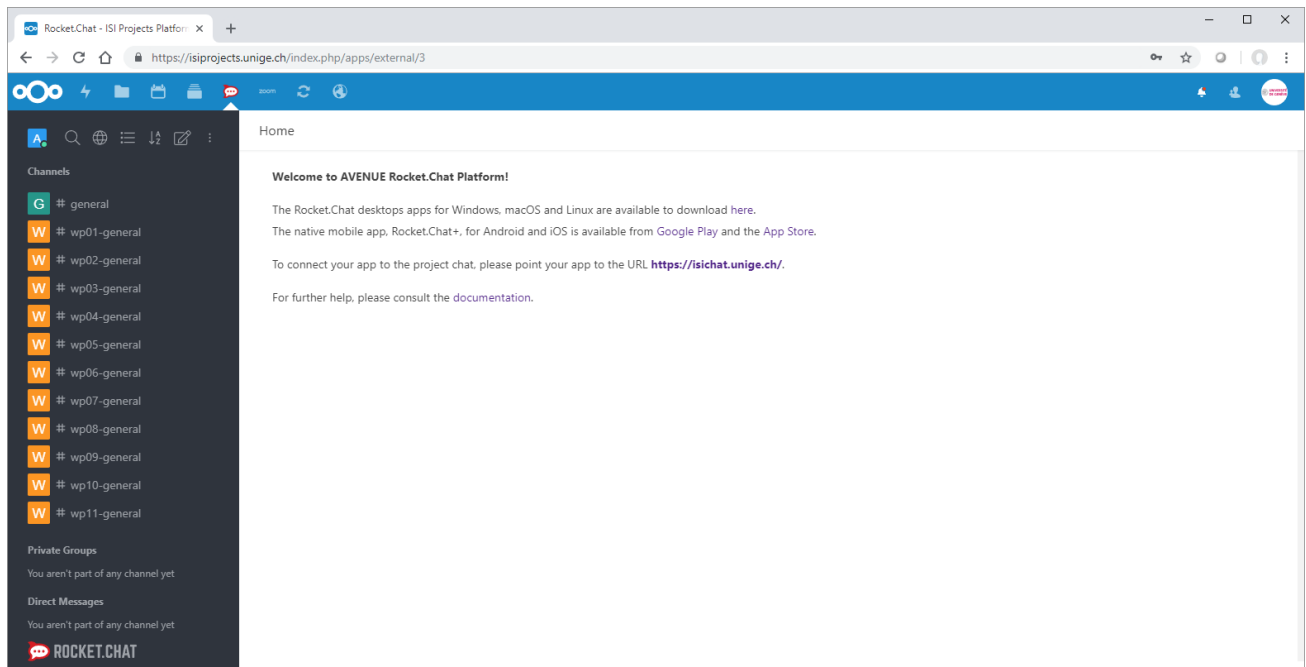 Rocket.Chat - ISI Projects Platform
https://isiprojects.unige.ch/index.php/apps/external/3
zoom
A
Home
Channels
G # general
W # wp01-general
W # wp02-general
W # wp03-general
W # wp04-general
W # wp05-general
W # wp06-general
W # wp07-general
W # wp08-general
W # wp09-general
W # wp10-general
W # wp11-general
Private Groups
You aren't part of any channel yet
Direct Messages
You aren't part of any channel yet
ROCKET.CHAT
Welcome to AVENUE Rocket.Chat Platform!
The Rocket.Chat desktops apps for Windows, macOS and Linux are available to download here.
The native mobile app, Rocket.Chat+, for Android and iOS is available from Google Play and the App Store.
To connect your app to the project chat, please point your app to the URL https://isichat.unige.ch/.
For further help, please consult the documentation.